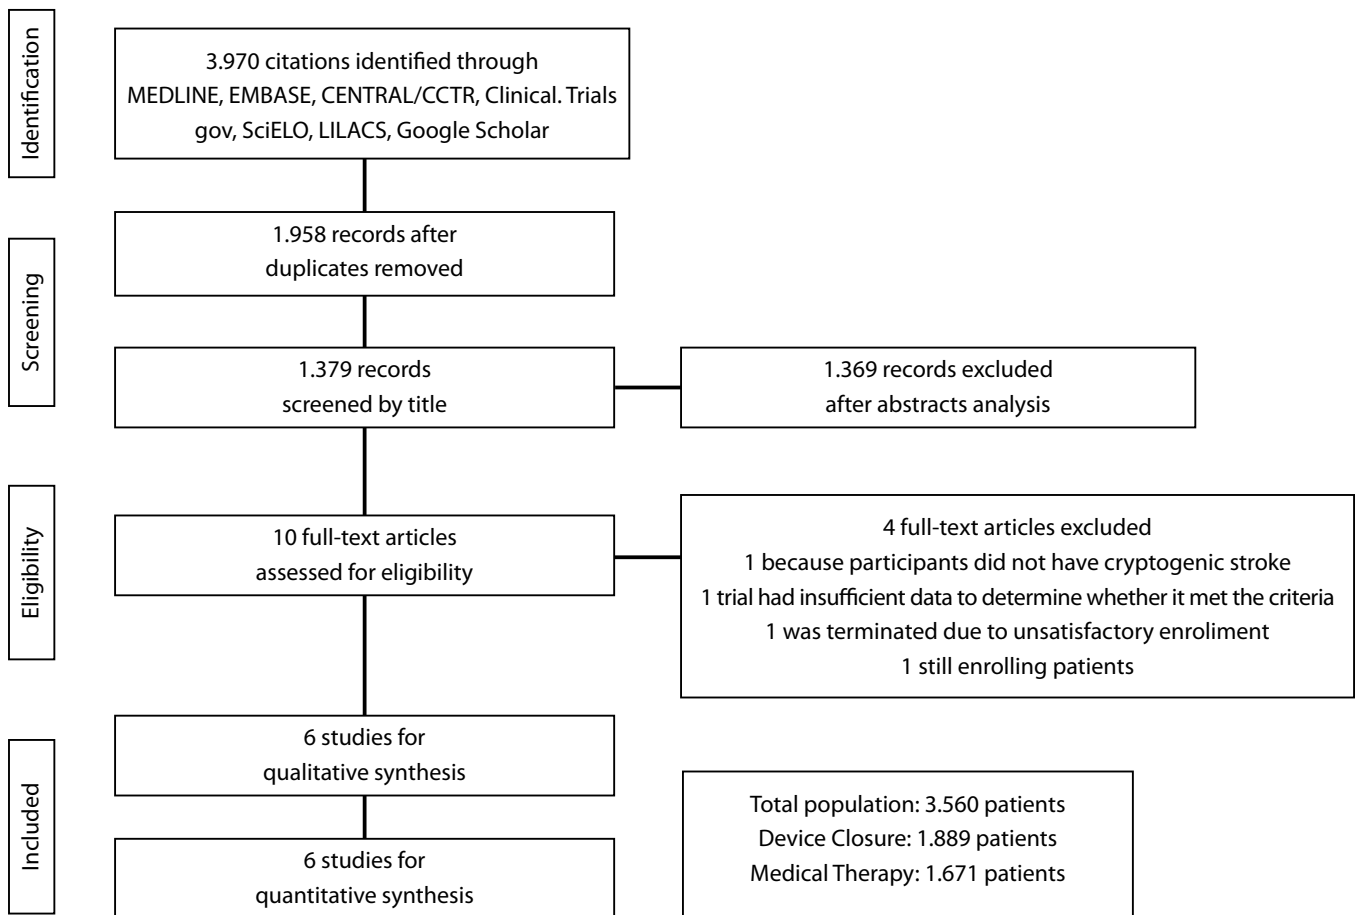 Identification
3.970 citations identified through
MEDLINE, EMBASE, CENTRAL/CCTR, Clinical. Trials
gov, SciELO, LILACS, Google Scholar
Screening
1.958 records after
duplicates removed
1.379 records
screened by title
1.369 records excluded
after abstracts analysis
Eligibility
10 full-text articles
assessed for eligibility
4 full-text articles excluded
1 because participants did not have cryptogenic stroke
1 trial had insufficient data to determine whether it met the criteria
1 was terminated due to unsatisfactory enroliment
1 still enrolling patients
Included
6 studies for
qualitative synthesis
6 studies for
quantitative synthesis
Total population: 3.560 patients
Device Closure: 1.889 patients
Medical Therapy: 1.671 patients